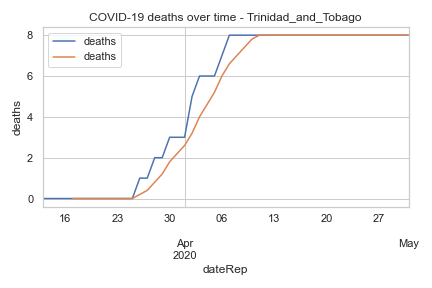 COVID-19 deaths over time - Trinidad_and_Tobago
deaths
deaths
deaths
8
6
4
2
0
16 23 30 06 13 20 27
Apr May
2020
dateRep